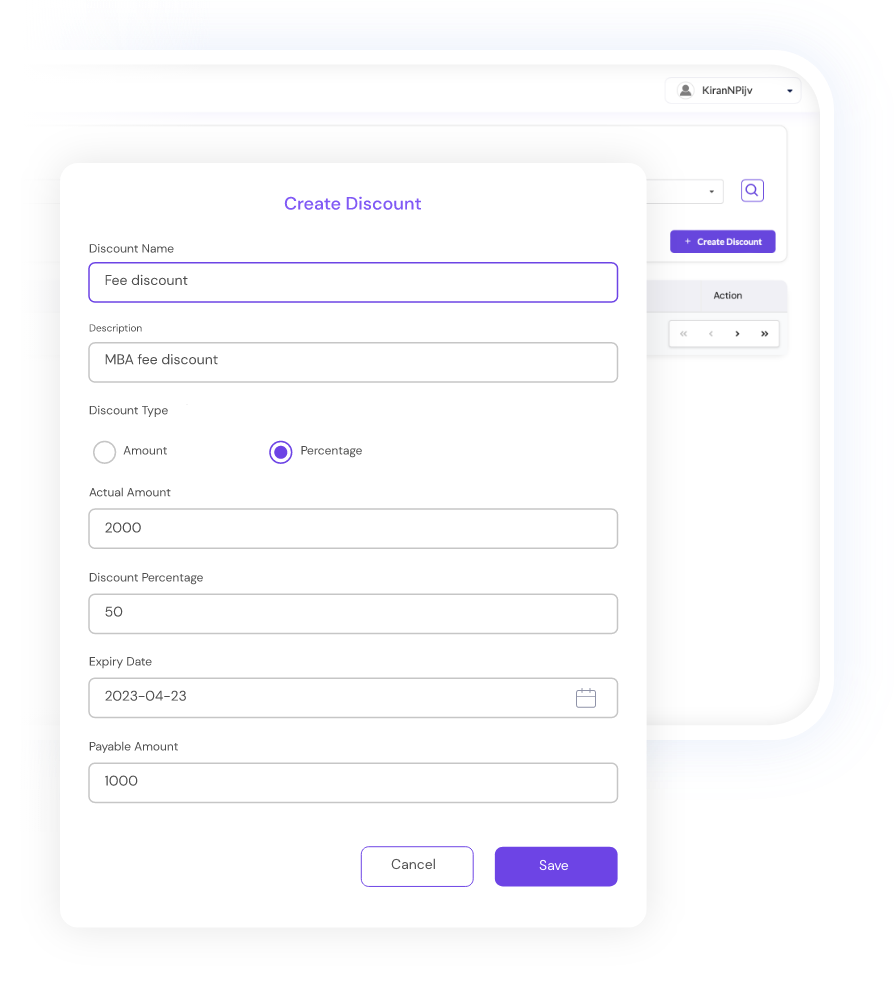 KiranNPijv
Create Discount
Discount Name
Fee discount
+ Create Discount
Action
Description
« ‹ › »
MBA fee discount
Discount Type
Amount Percentage
Actual Amount
2000
Discount Percentage
50
Expiry Date
2023-04-23
Payable Amount
1000
Cancel Save